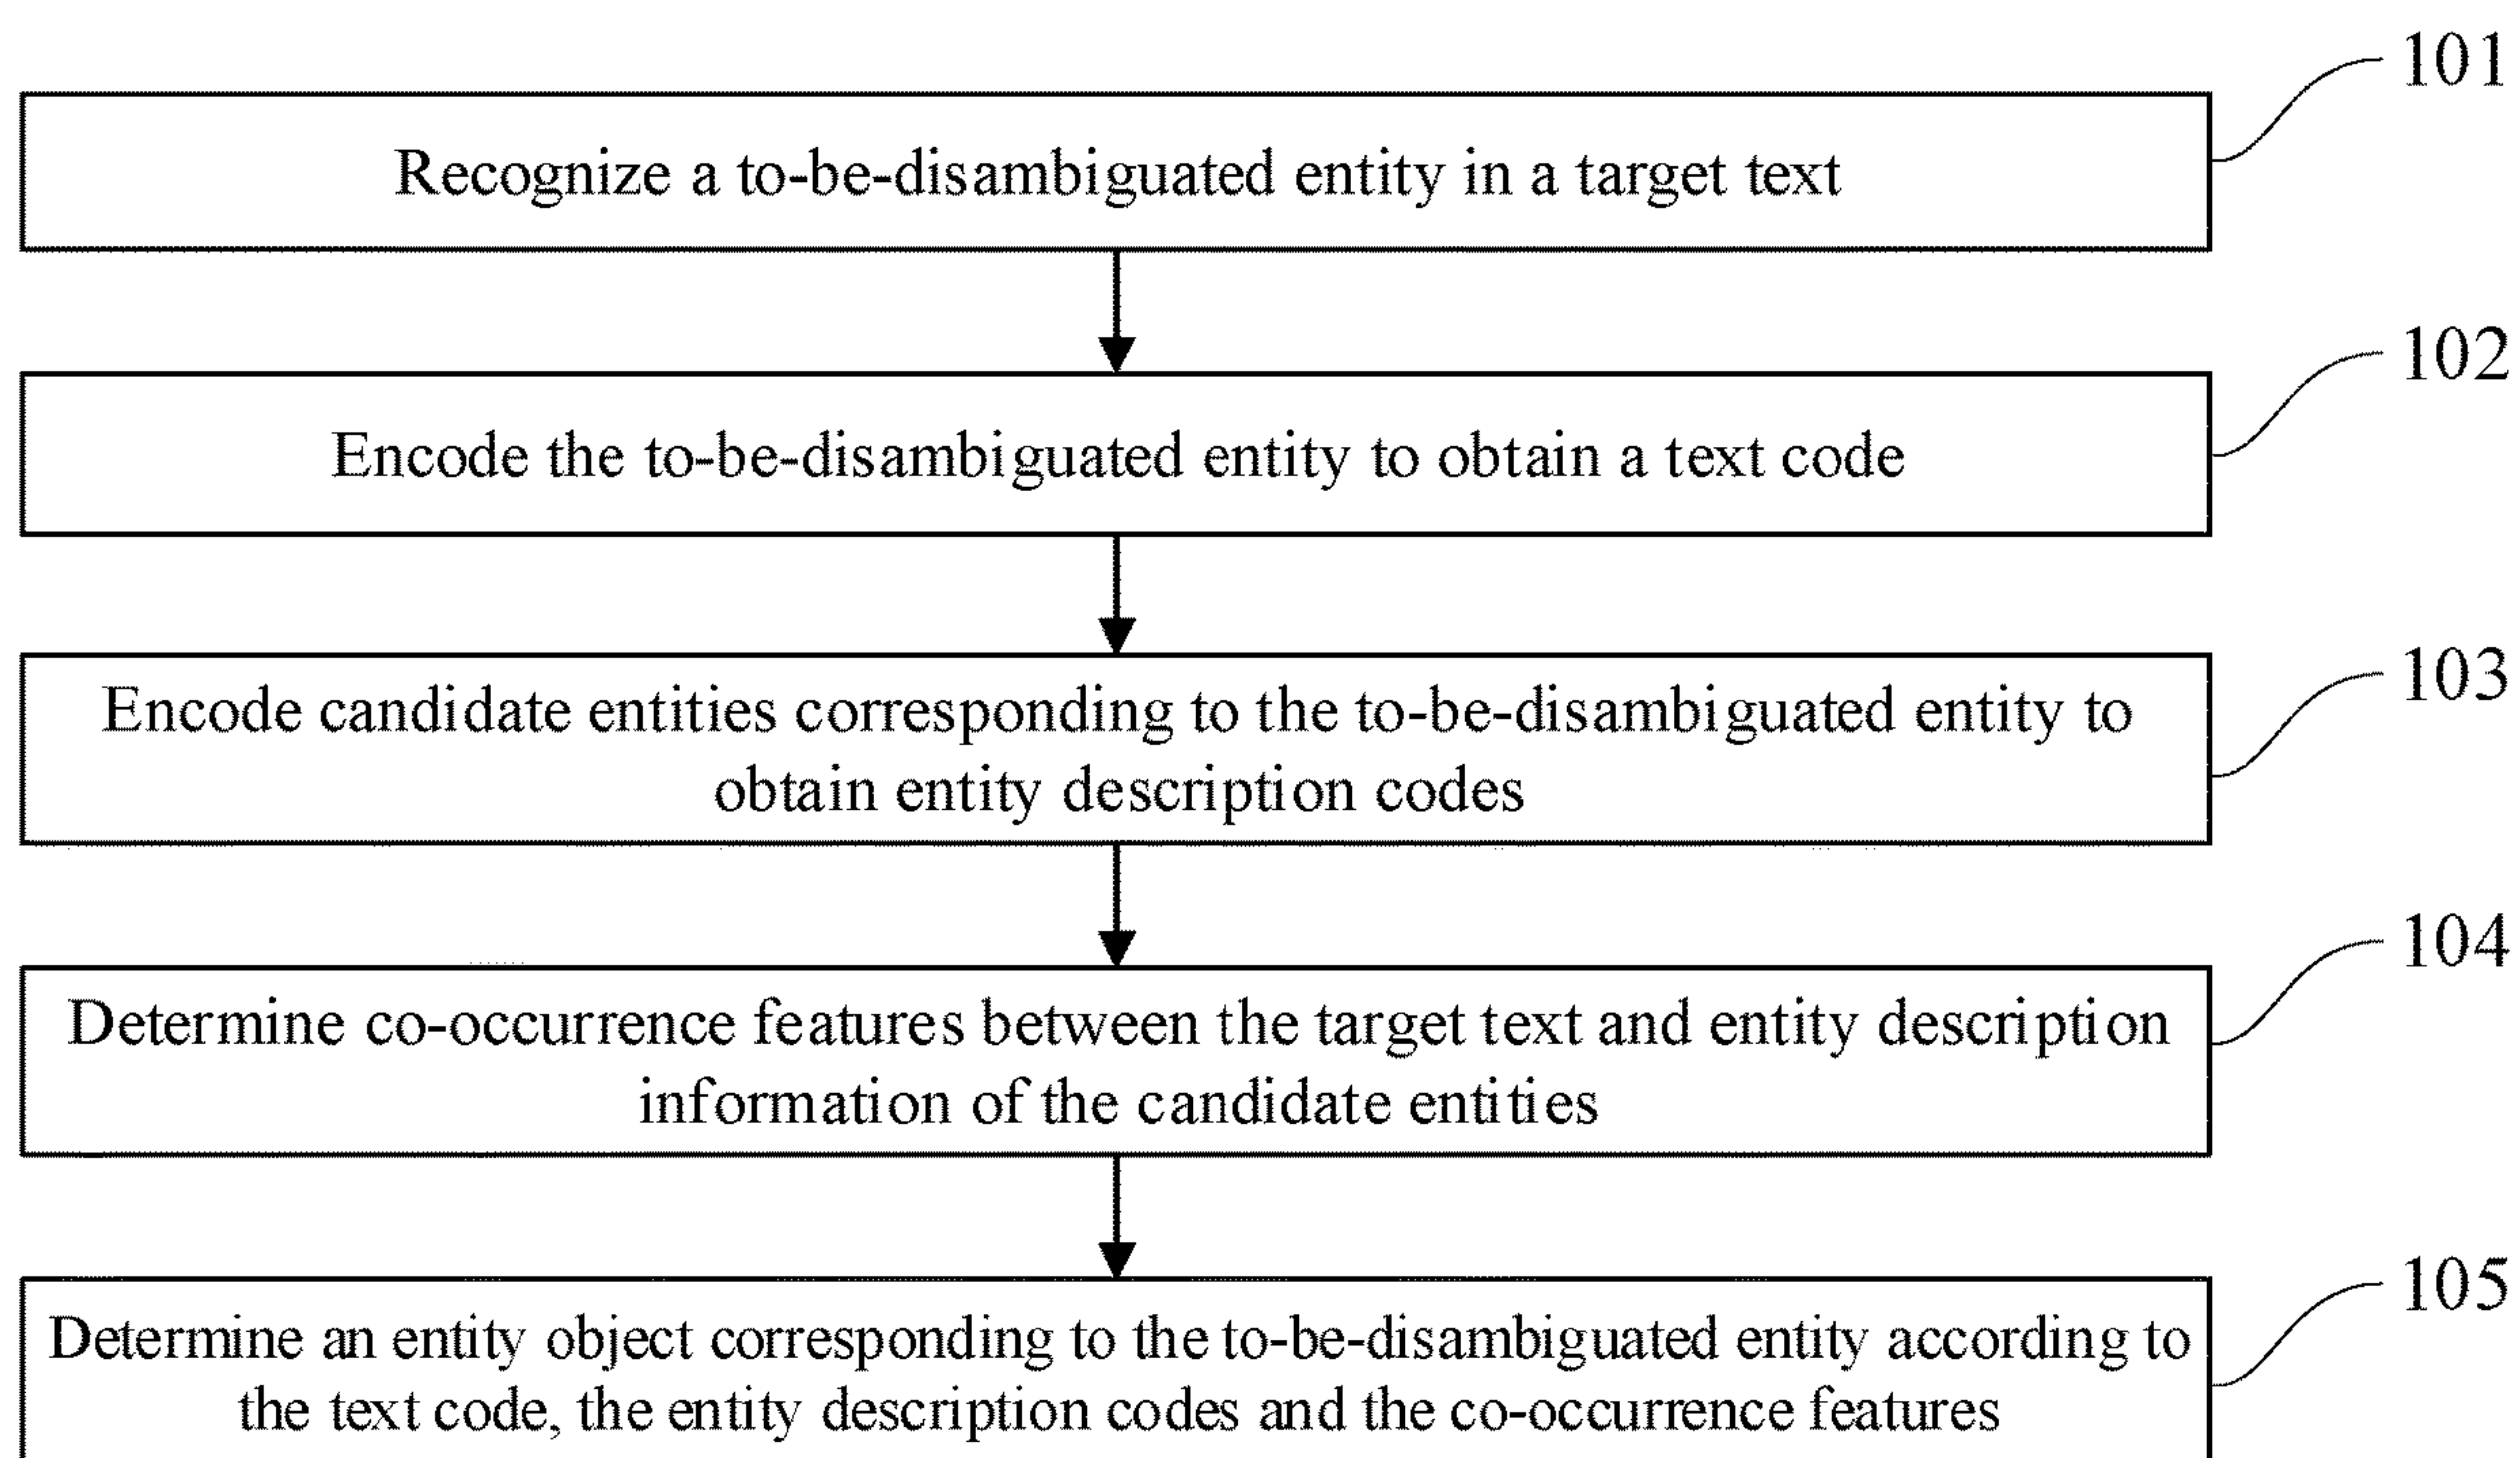 101
Recognize a to-be-disambiguated entity in a target text
102
Encode the to-be-disambiguated entity to obtain a text code
103
Encode candidate entities corresponding to the to-be-disambiguated entity to
obtain entity description codes
104
Determine co-occurrence features between the target text and entity description
information of the candidate entities
105
Determine an entity object corresponding to the to-be-disambiguated entity according to
the text code, the entity description codes and the co-occurrence features